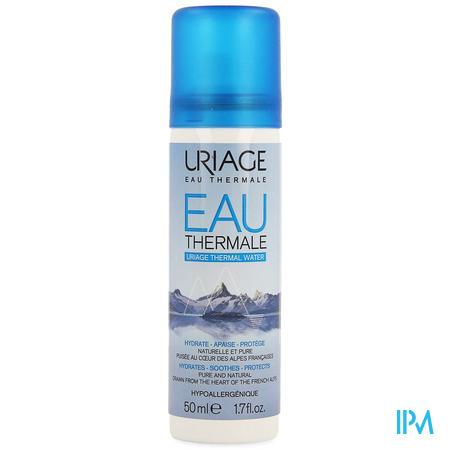 URIAGE
EAU THERMALE
EAU
THERMALE
URIAGE THERMAL WATER
HYDRATE - APAISE - PROTÈGE
NATURELLE ET PURE
PUISÉE AU CŒUR DES ALPES FRANÇAISES
HYDRATES - SOOTHES - PROTECTS
PURE AND NATURAL
DRAWN FROM THE HEART OF THE FRENCH ALPS
HYPOALLERGÉNIQUE
50 ml e 1.7fl.oz.
IPM